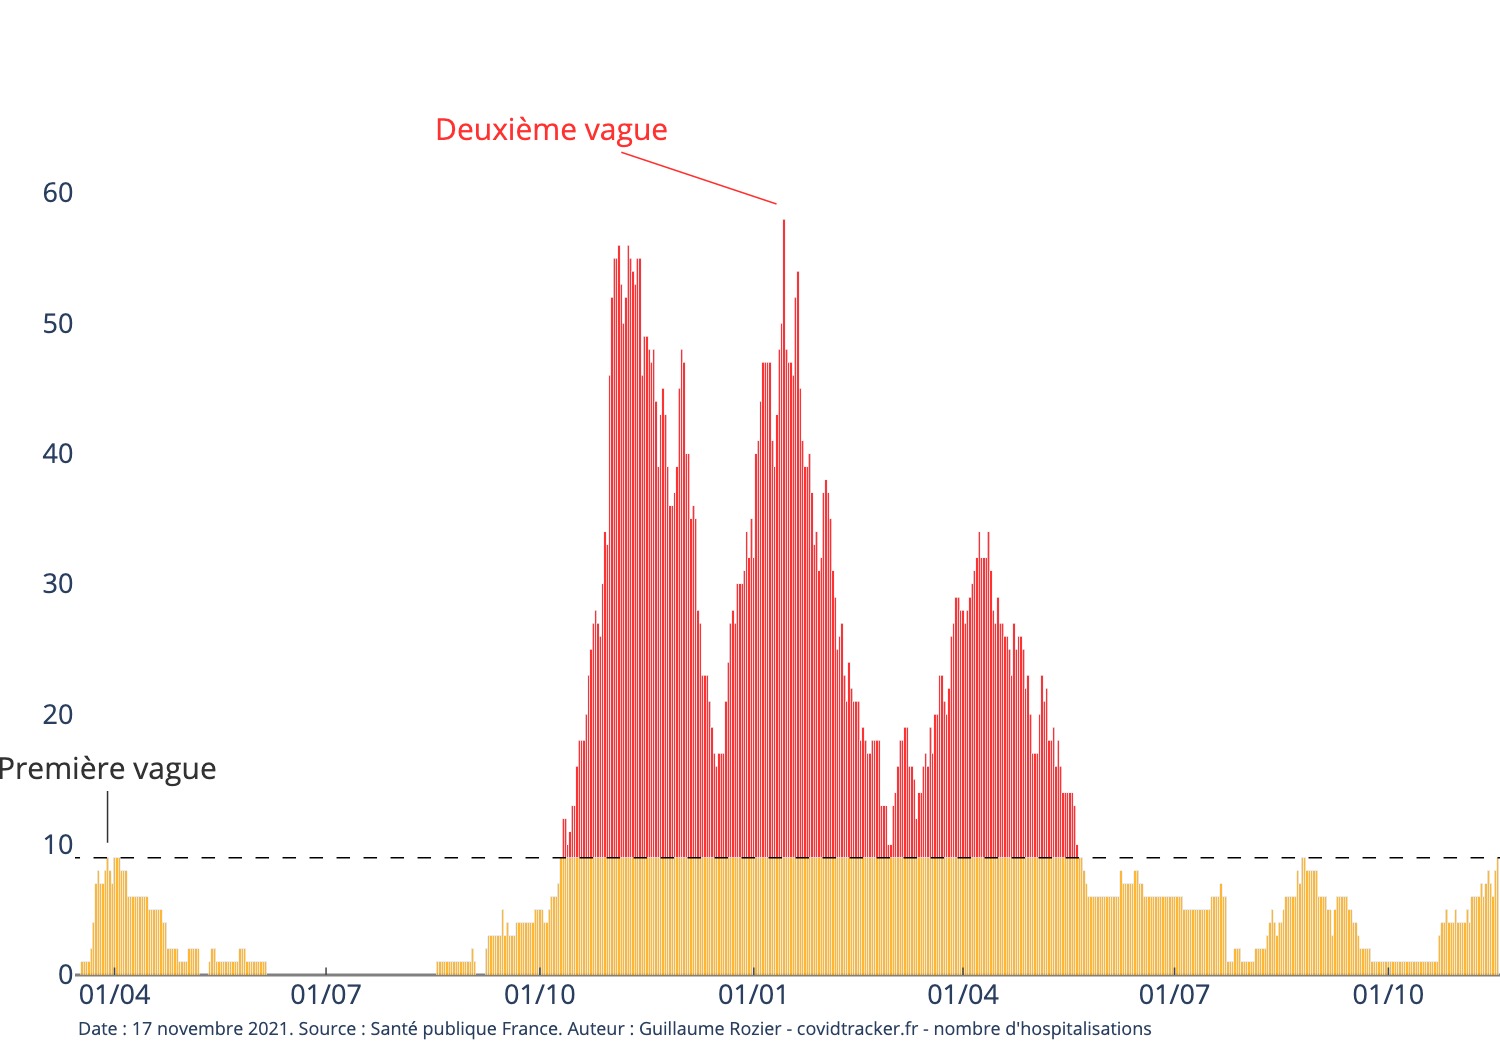 Deuxième vague
60
50
40
30
20
Première vague
10
0
01/04 01/07 01/10 01/01 01/04 01/07 01/10
Date : 17 novembre 2021. Source : Santé publique France. Auteur : Guillaume Rozier - covidtracker.fr - nombre d'hospitalisations